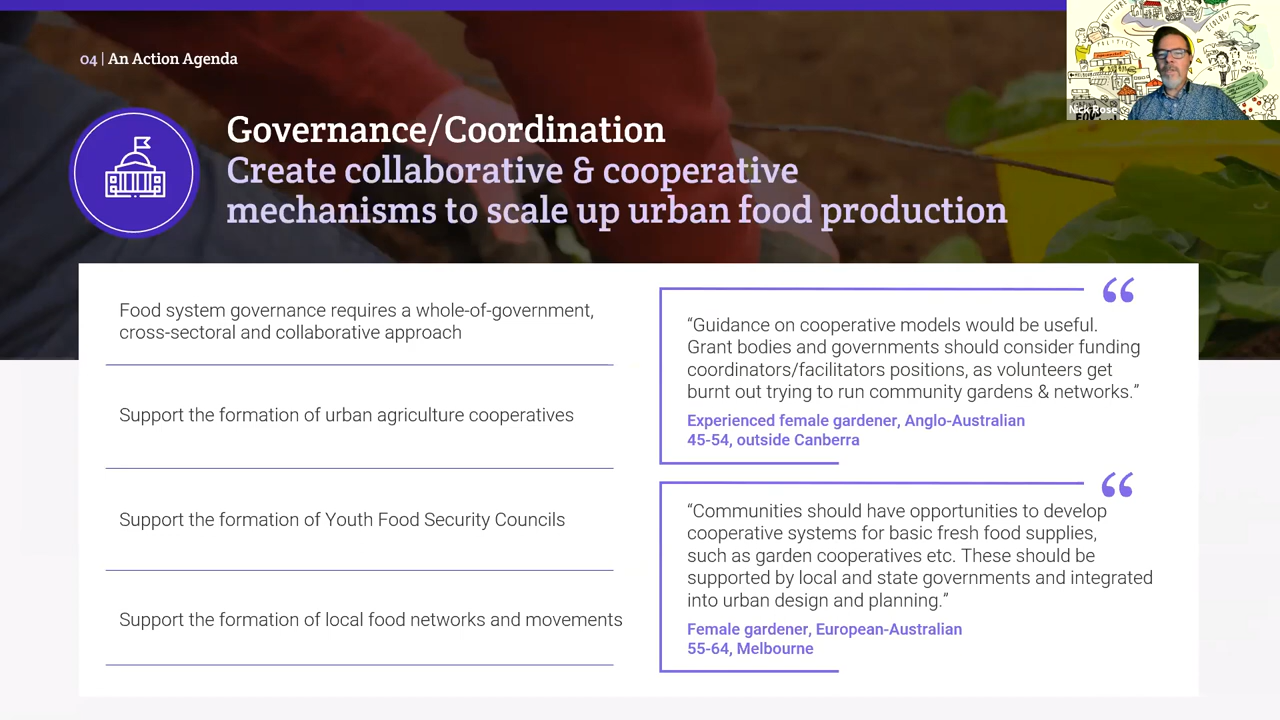 04 | An Action Agenda
Governance/Coordination
Create collaborative & cooperative
mechanisms to scale up urban food production
Food system governance requires a whole-of-government,
cross-sectoral and collaborative approach
Support the formation of urban agriculture cooperatives
Support the formation of Youth Food Security Councils
Support the formation of local food networks and movements
“Guidance on cooperative models would be useful.
Grant bodies and governments should consider funding
coordinators/facilitators positions, as volunteers get
burnt out trying to run community gardens & networks.”
Experienced female gardener, Anglo-Australian
45-54, outside Canberra
“Communities should have opportunities to develop
cooperative systems for basic fresh food supplies,
such as garden cooperatives etc. These should be
supported by local and state governments and integrated
into urban design and planning.”
Female gardener, European-Australian
55-64, Melbourne
CULTURE
ECOLOGY
POLITICS
Nick Rose